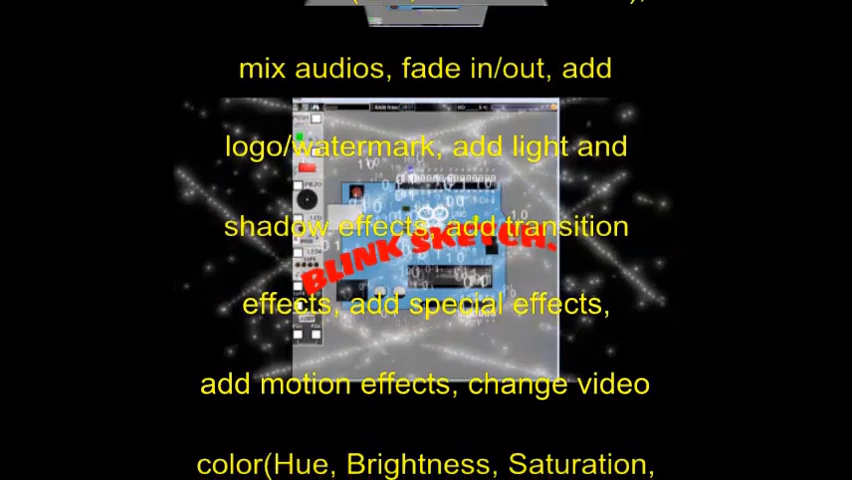 mix audios, fade in/out, add
logo/watermark, add light and
shadow effects, add transition
BLINK SKETCH.
effects, add special effects,
add motion effects, change video
color(Hue, Brightness, Saturation,